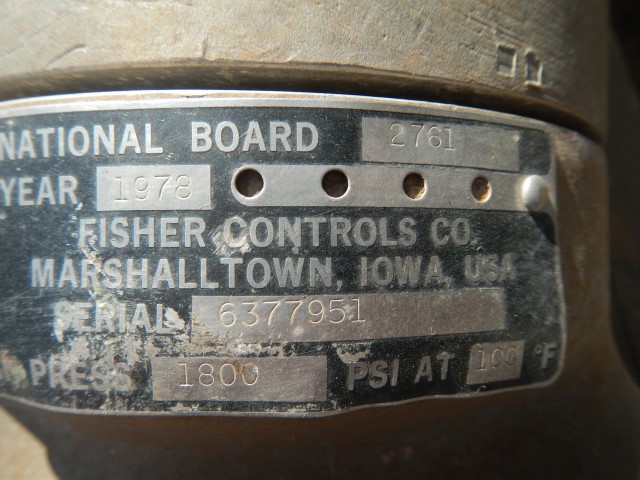 NATIONAL BOARD 2761
YEAR 1978
FISHER CONTROLS CO.
MARSHALLTOWN, IOWA, USA
SERIAL 6377951
PRESS 1800 PSI AT 100 °F